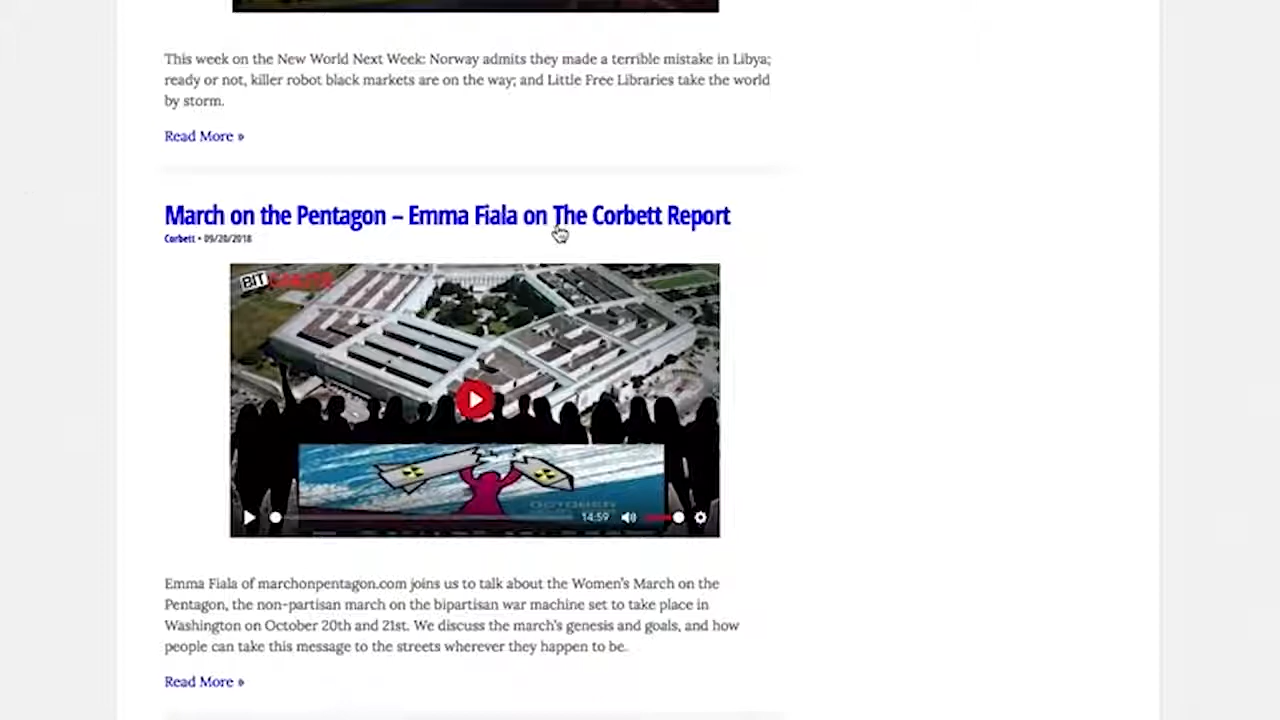 This week on the New World Next Week: Norway admits they made a terrible mistake in Libya;
ready or not, killer robot black markets are on the way; and Little Free Libraries take the world
by storm.
Read More »
March on the Pentagon – Emma Fiala on The Corbett Report
Corbett • 09/20/2018
BIT CHUTE
OCTOBER
14:59
Emma Fiala of marchonpentagon.com joins us to talk about the Women's March on the
Pentagon, the non-partisan march on the bipartisan war machine set to take place in
Washington on October 20th and 21st. We discuss the march's genesis and goals, and how
people can take this message to the streets wherever they happen to be.
Read More »